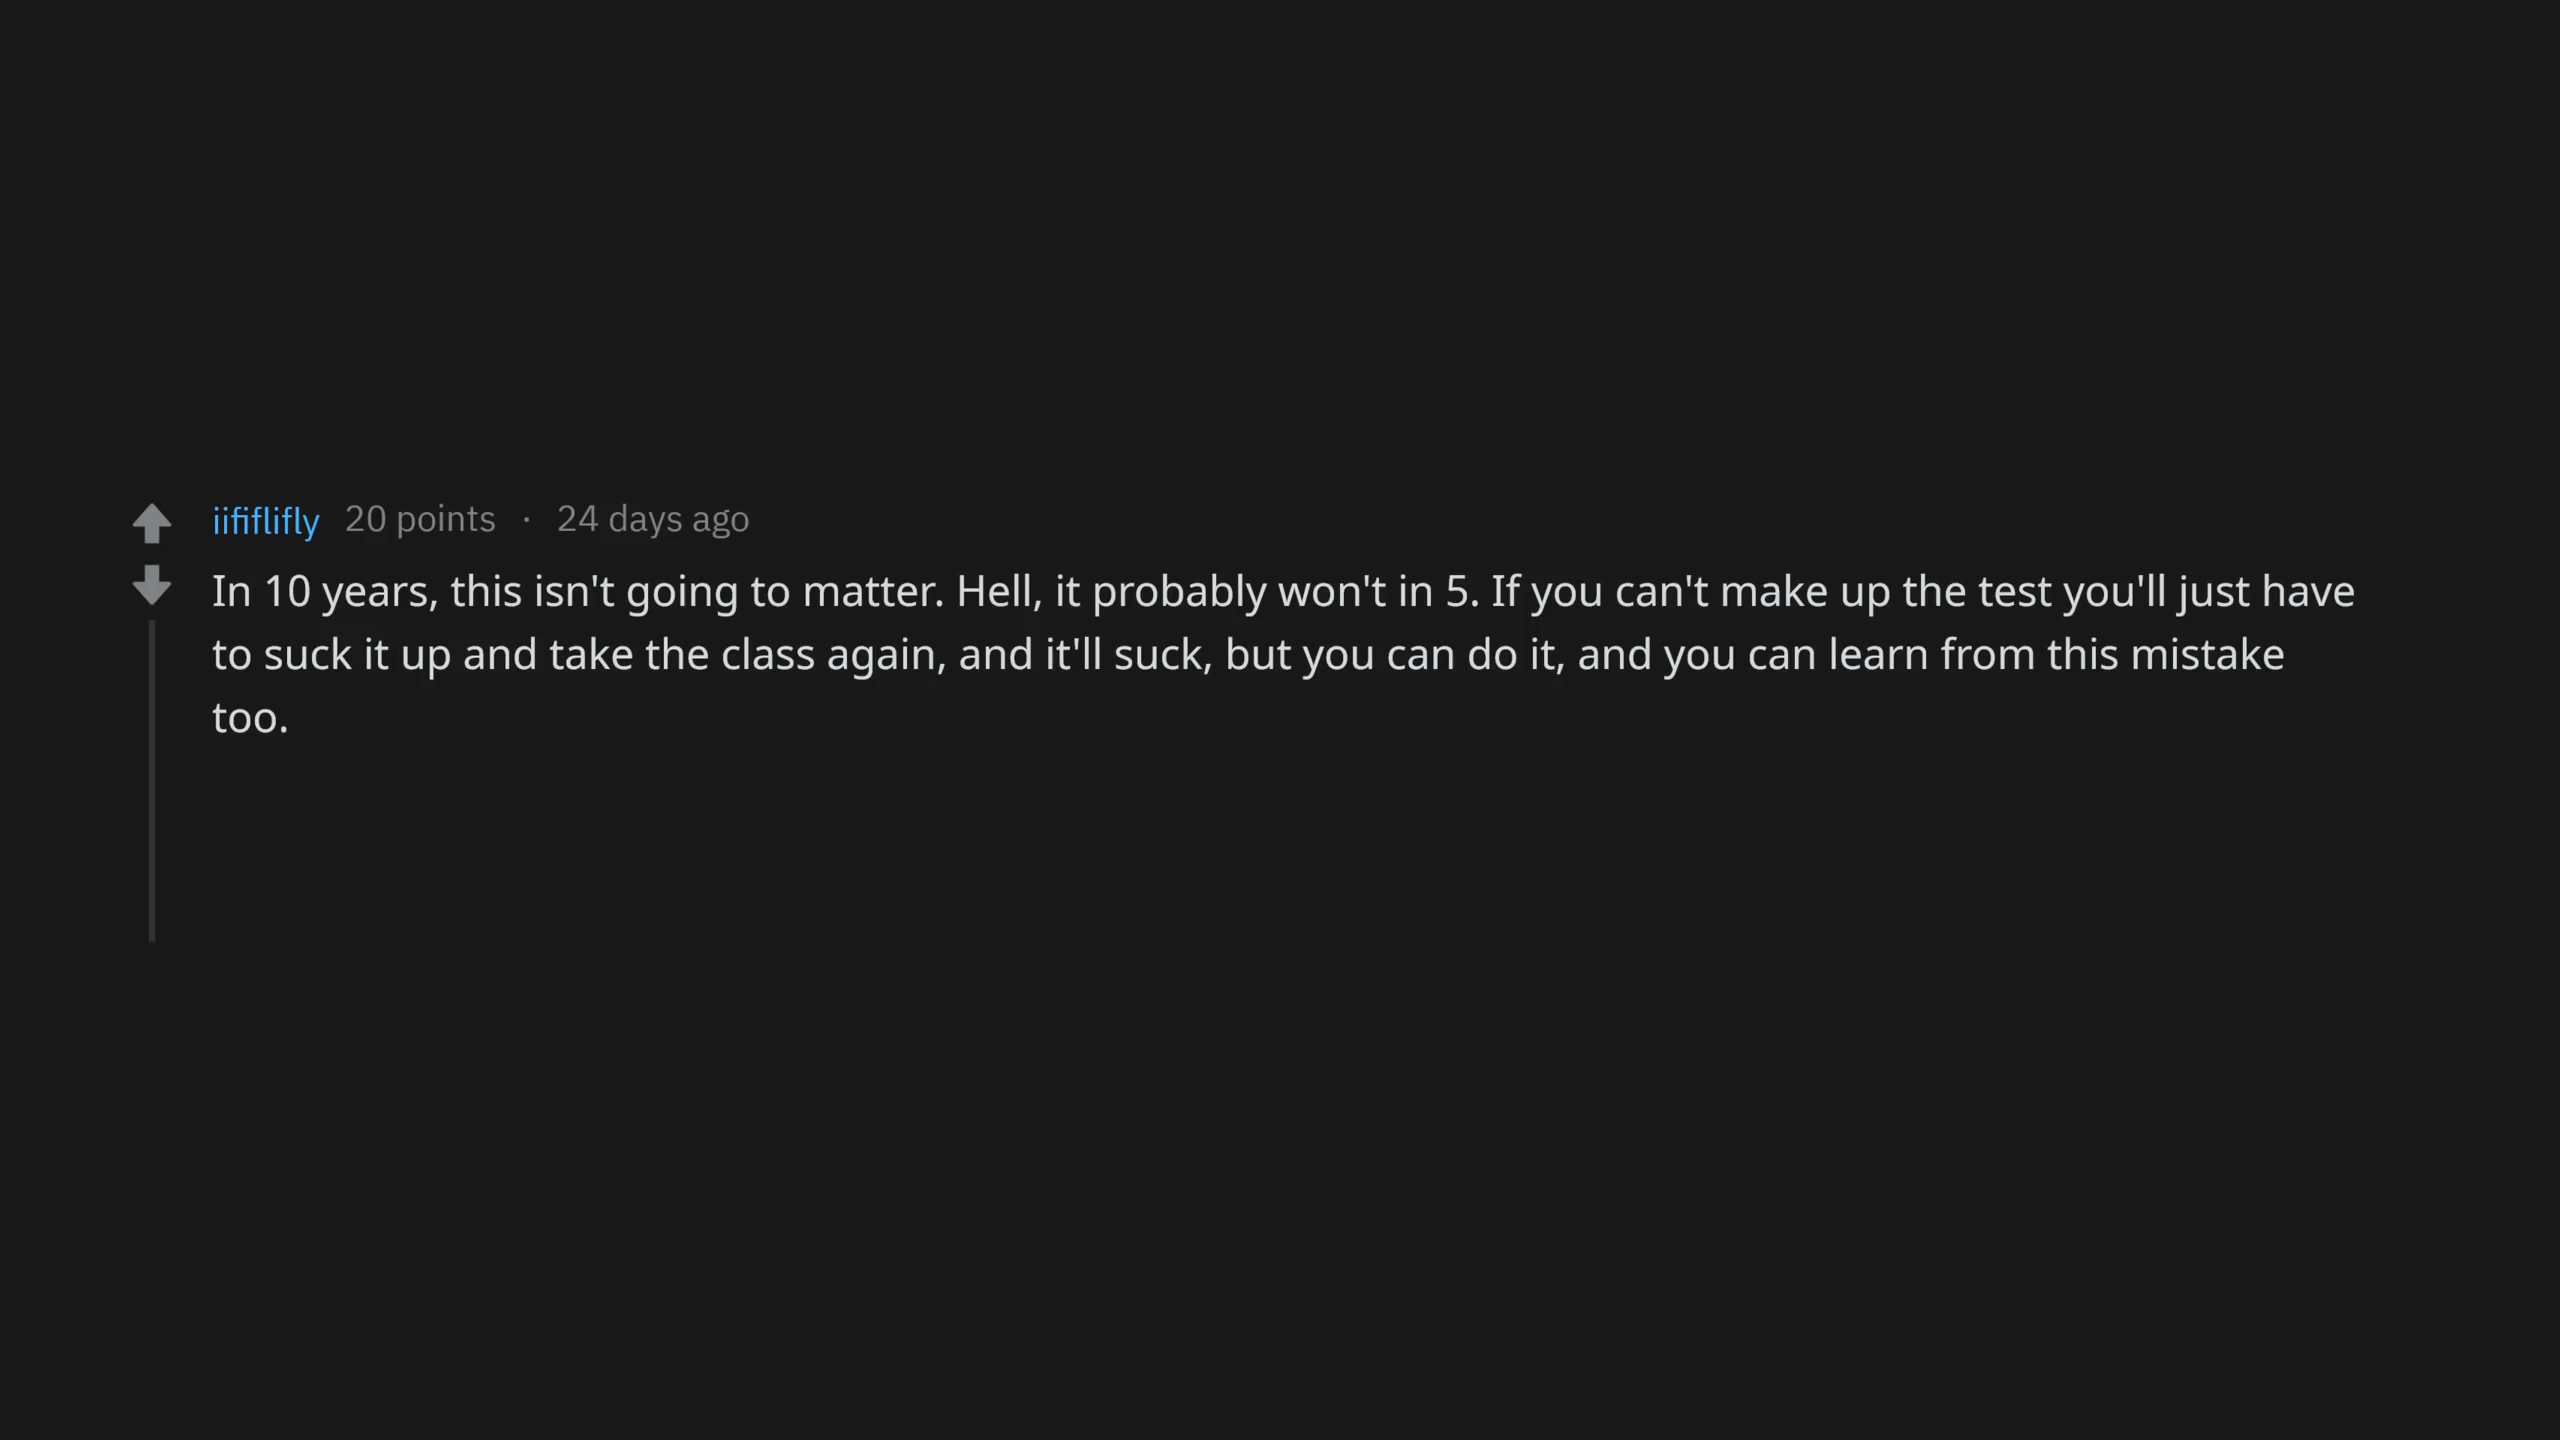 iififlifly 20 points · 24 days ago
In 10 years, this isn't going to matter. Hell, it probably won't in 5. If you can't make up the test you'll just have
to suck it up and take the class again, and it'll suck, but you can do it, and you can learn from this mistake
too.